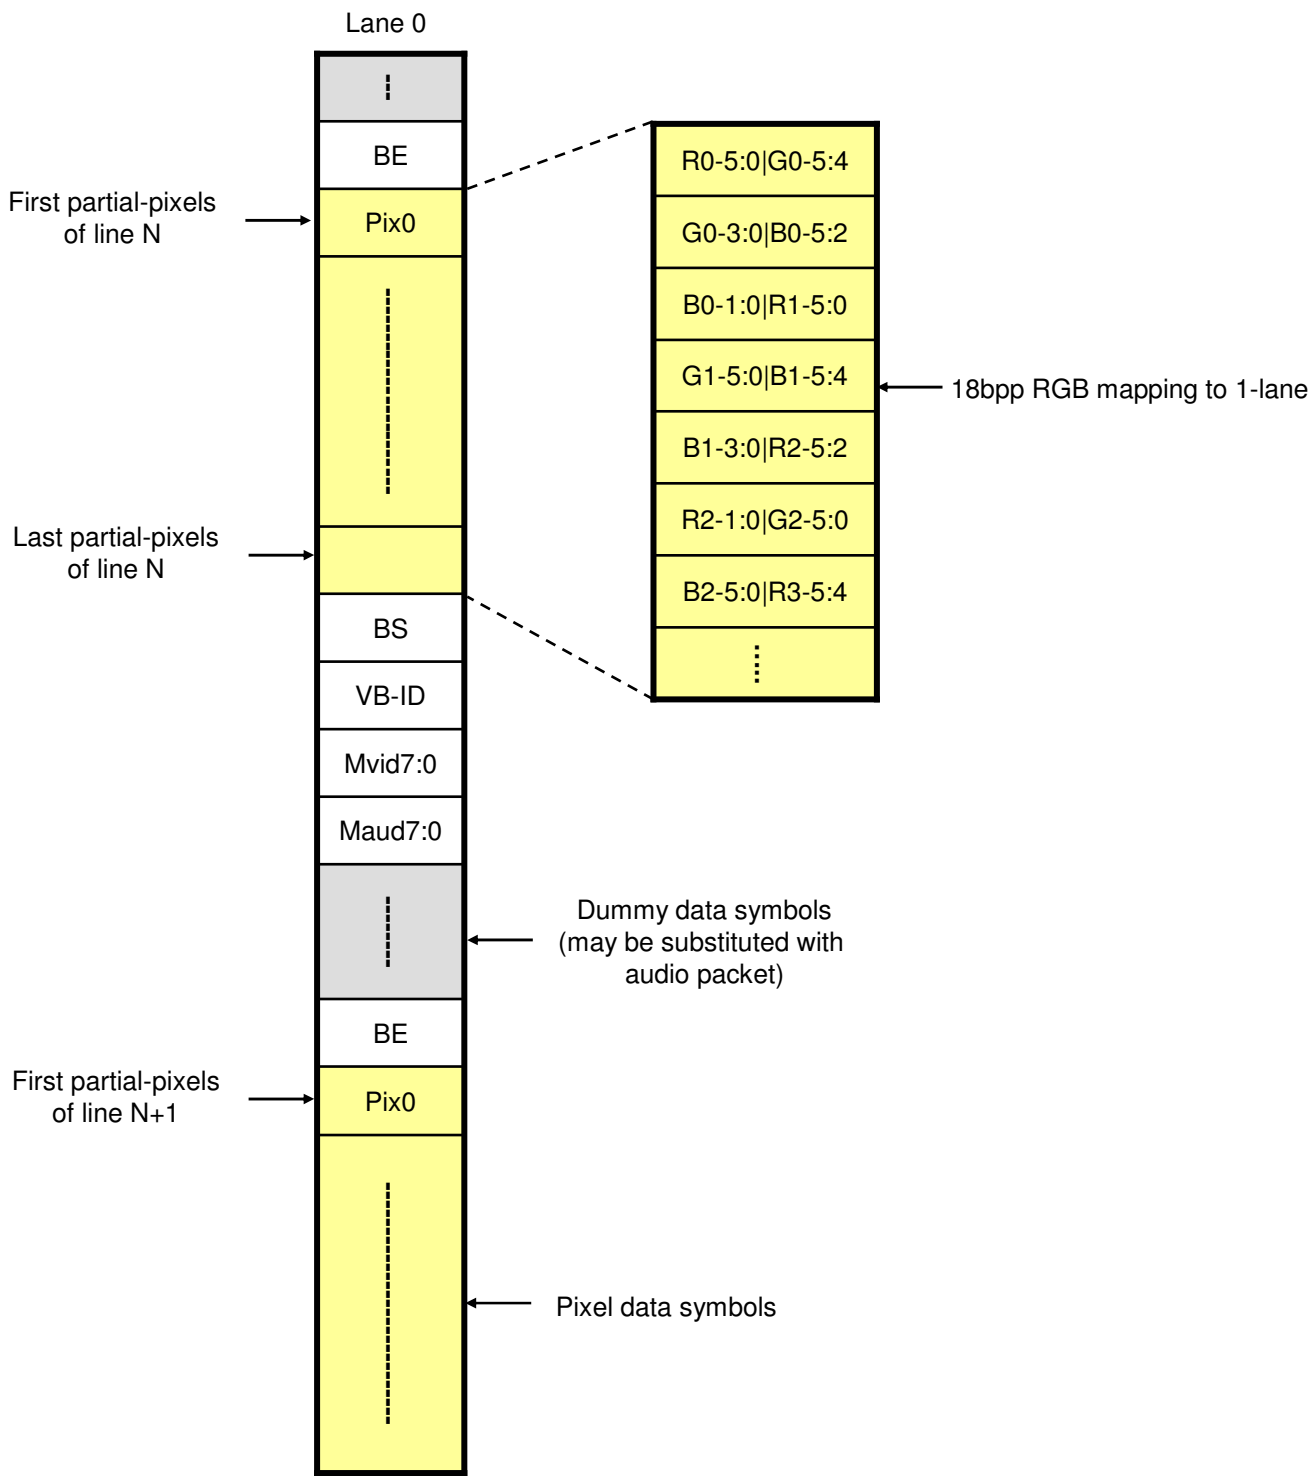 Lane 0
BE
First partial-pixels
of line N
Pix0
R0-5:0|G0-5:4
G0-3:0|B0-5:2
B0-1:0|R1-5:0
G1-5:0|B1-5:4
18bpp RGB mapping to 1-lane
B1-3:0|R2-5:2
R2-1:0|G2-5:0
B2-5:0|R3-5:4
Last partial-pixels
of line N
BS
VB-ID
Mvid7:0
Maud7:0
Dummy data symbols
(may be substituted with
audio packet)
BE
First partial-pixels
of line N+1
Pix0
Pixel data symbols